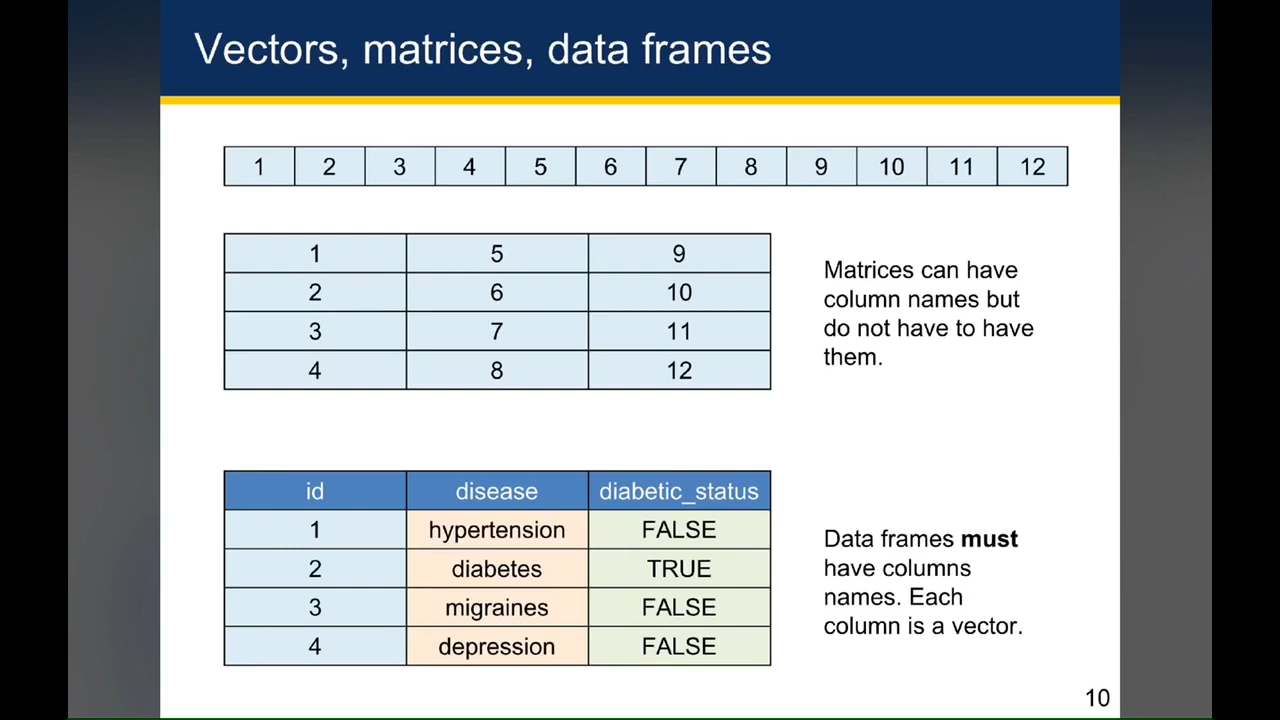 Vectors, matrices, data frames
1 2 3 4 5 6 7 8 9 10 11 12
1 5 9
2 6 10
3 7 11
4 8 12
Matrices can have
column names but
do not have to have
them.
id disease diabetic_status
1 hypertension FALSE
2 diabetes TRUE
3 migraines FALSE
4 depression FALSE
Data frames must
have columns
names. Each
column is a vector.
10